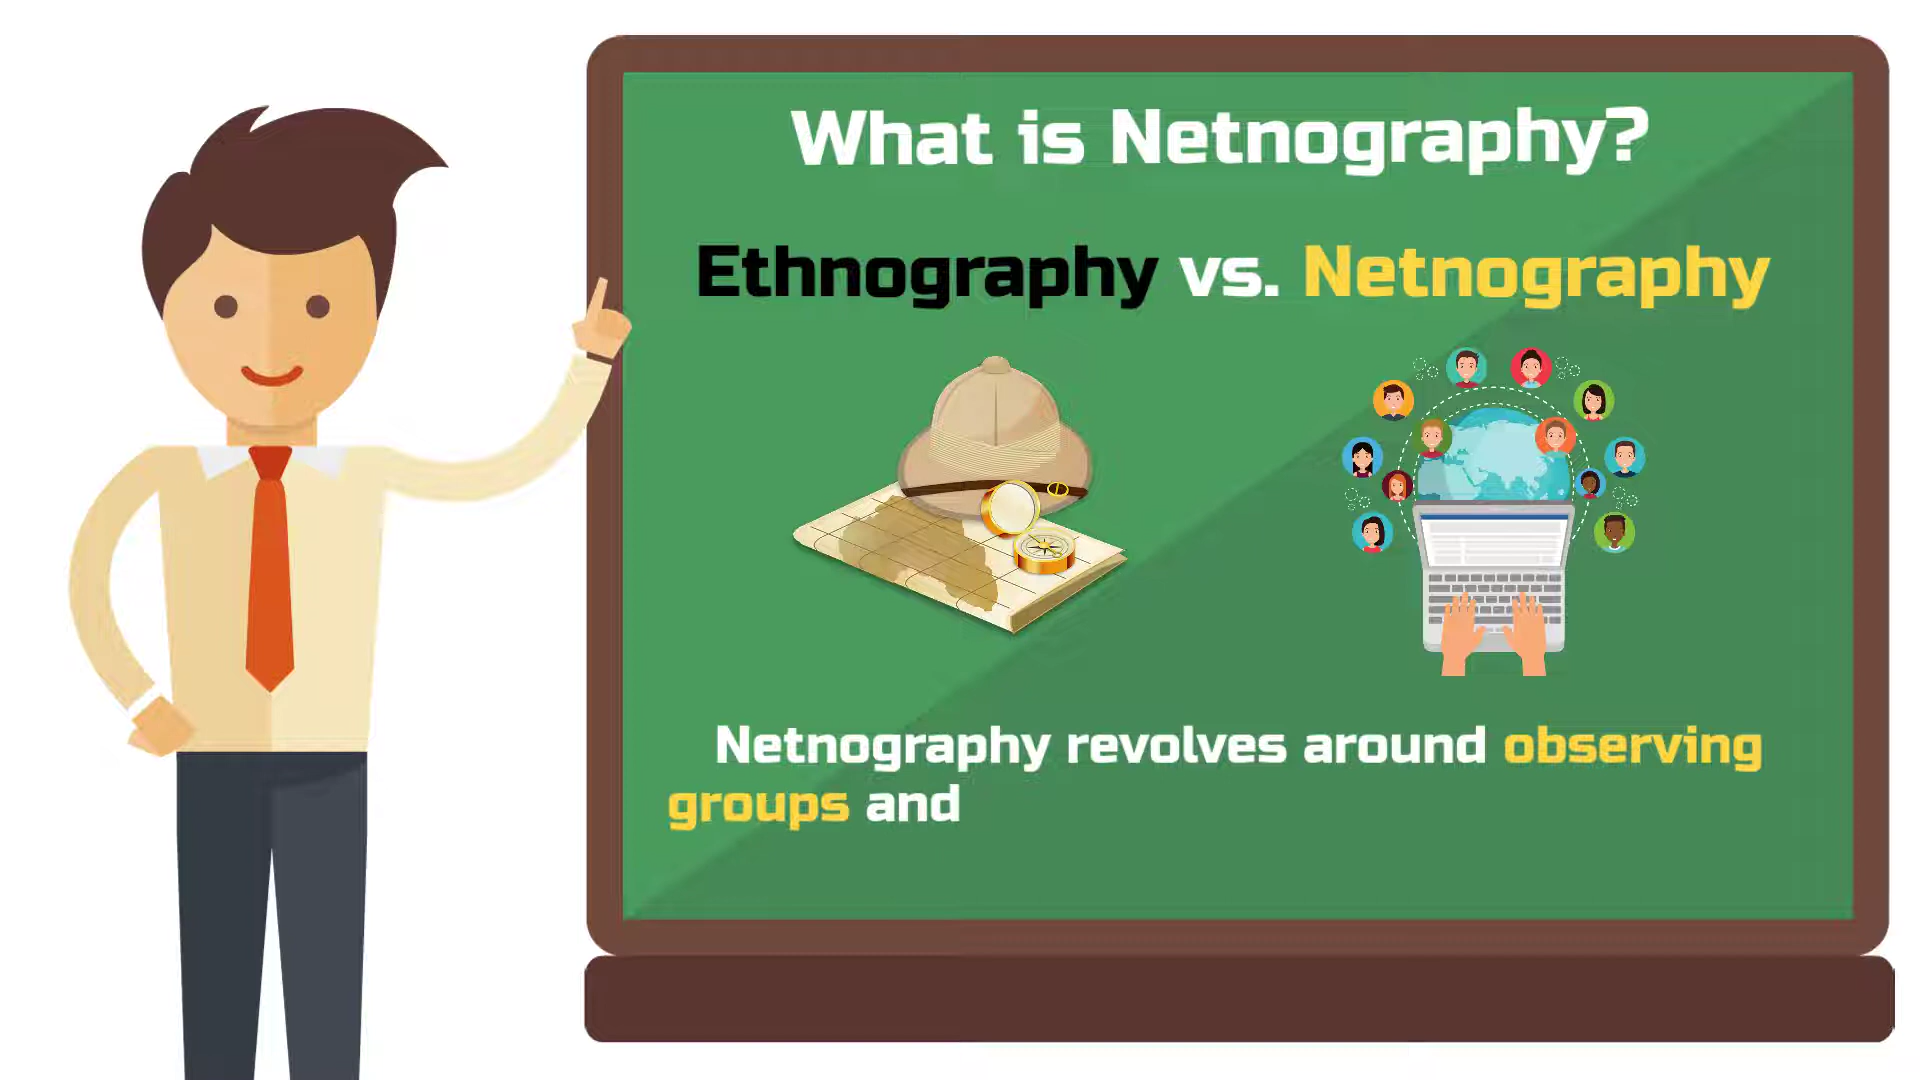 What is Netnography?
Ethnography vs. Netnography
Netnography revolves around observing
groups and